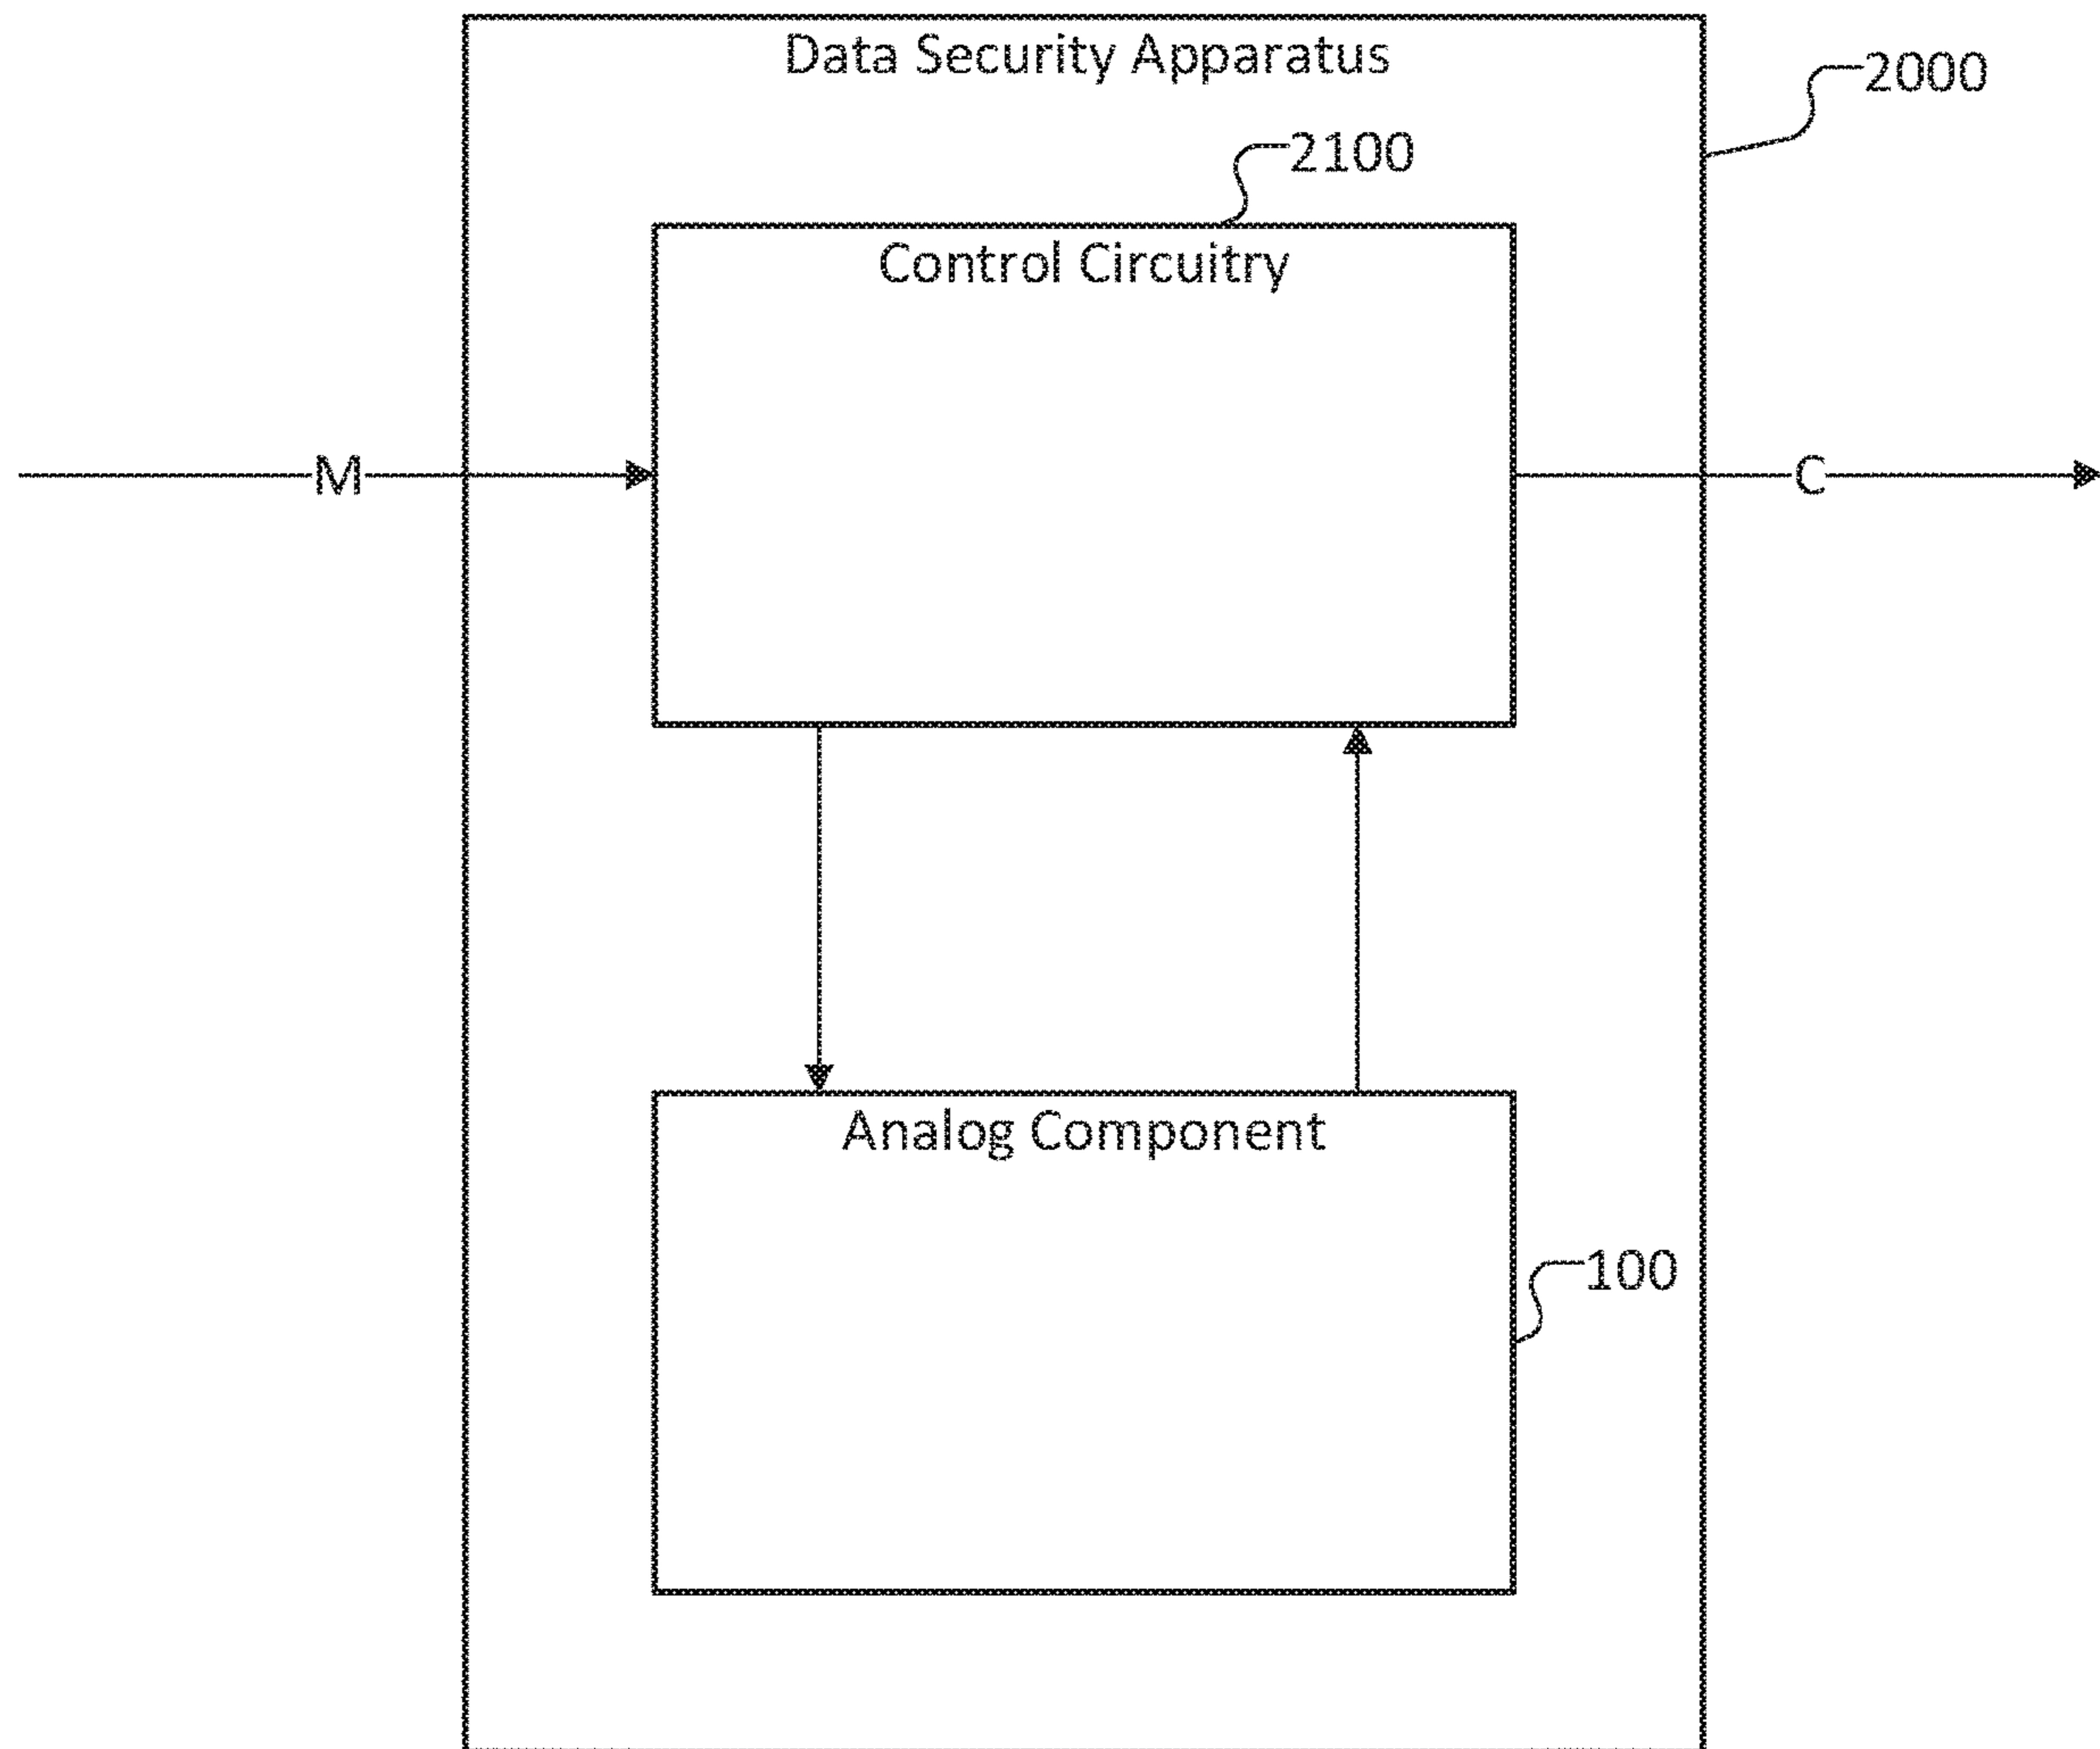 Data Security Apparatus
2000
2100
Control Circuitry
M
C
Analog Component
100